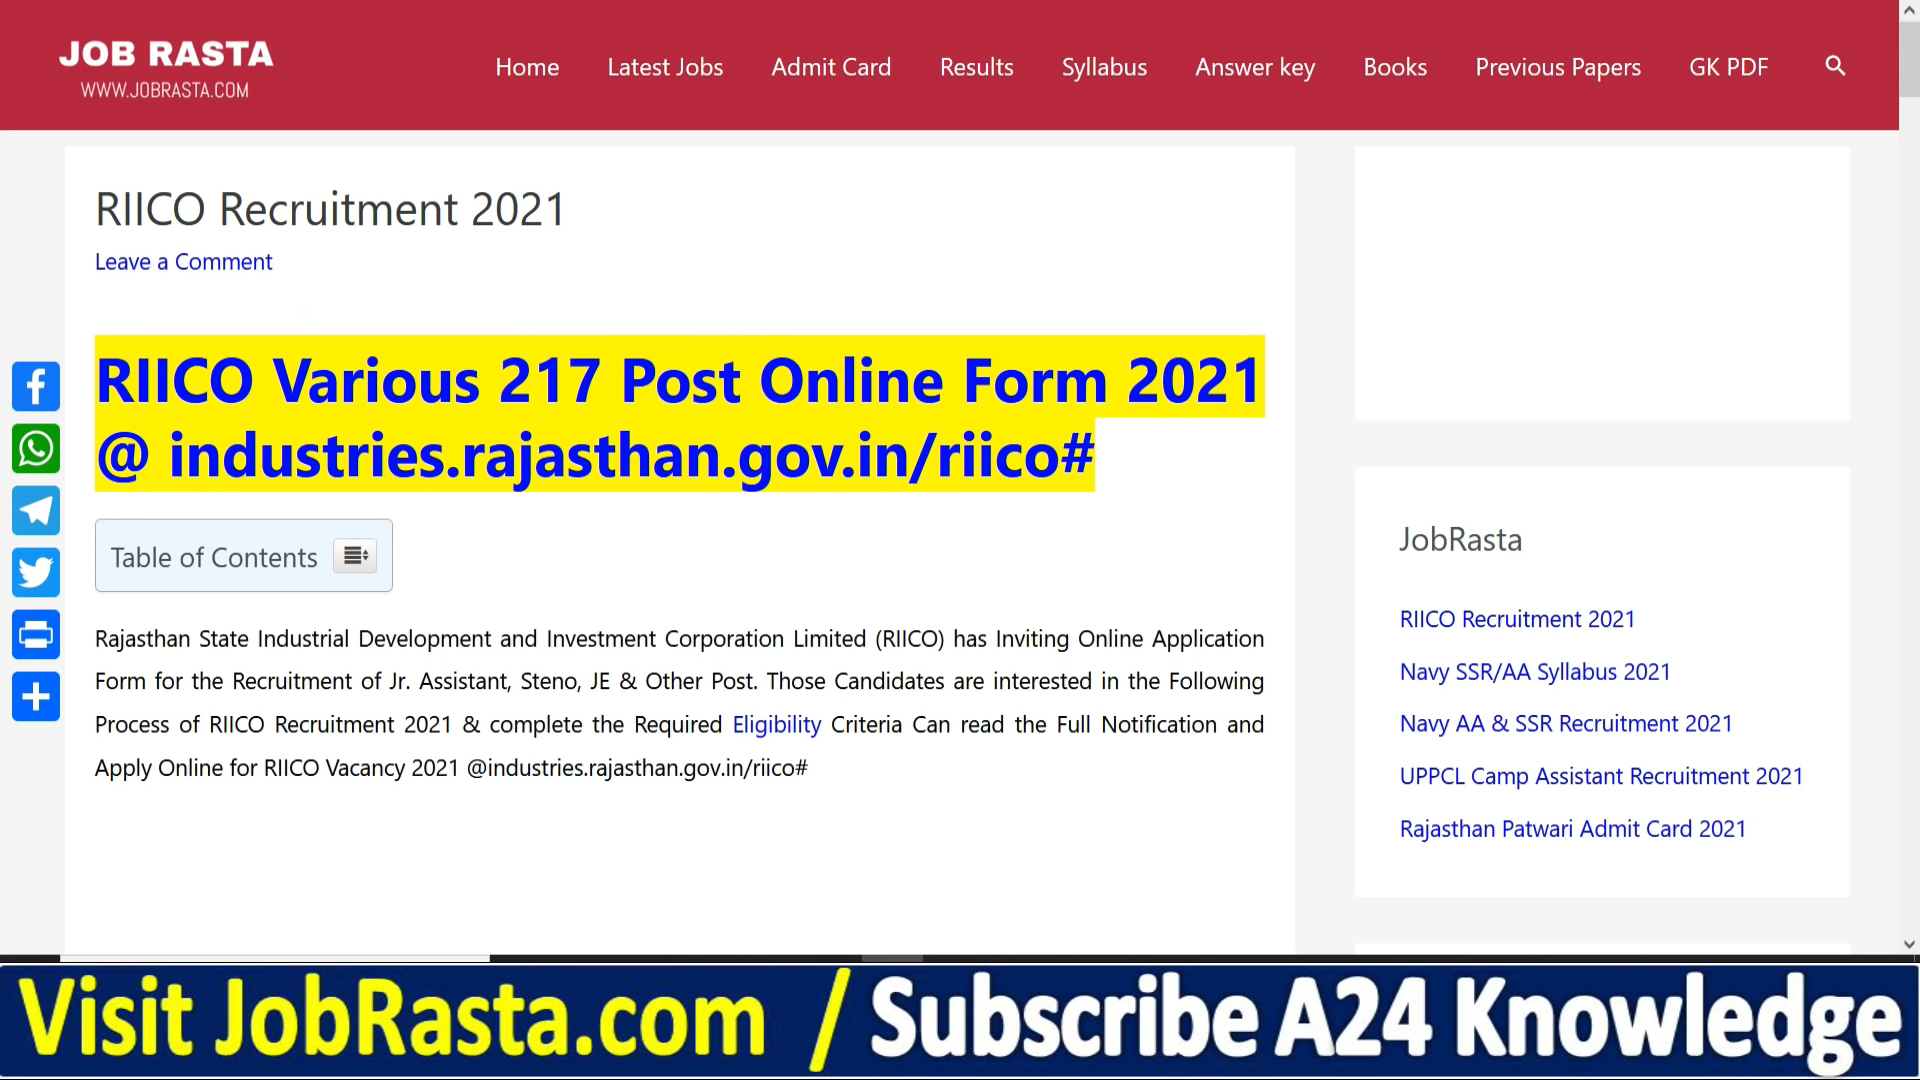 JOB RASTA
WWW.JOBRASTA.COM
Home Latest Jobs Admit Card Results Syllabus Answer key Books Previous Papers GK PDF
RIICO Recruitment 2021
Leave a Comment
RIICO Various 217 Post Online Form 2021
@ industries.rajasthan.gov.in/riico#
Table of Contents
Rajasthan State Industrial Development and Investment Corporation Limited (RIICO) has Inviting Online Application
Form for the Recruitment of Jr. Assistant, Steno, JE & Other Post. Those Candidates are interested in the Following
Process of RIICO Recruitment 2021 & complete the Required Eligibility Criteria Can read the Full Notification and
Apply Online for RIICO Vacancy 2021 @industries.rajasthan.gov.in/riico#
JobRasta
RIICO Recruitment 2021
Navy SSR/AA Syllabus 2021
Navy AA & SSR Recruitment 2021
UPPCL Camp Assistant Recruitment 2021
Rajasthan Patwari Admit Card 2021
Visit JobRasta.com / Subscribe A24 Knowledge